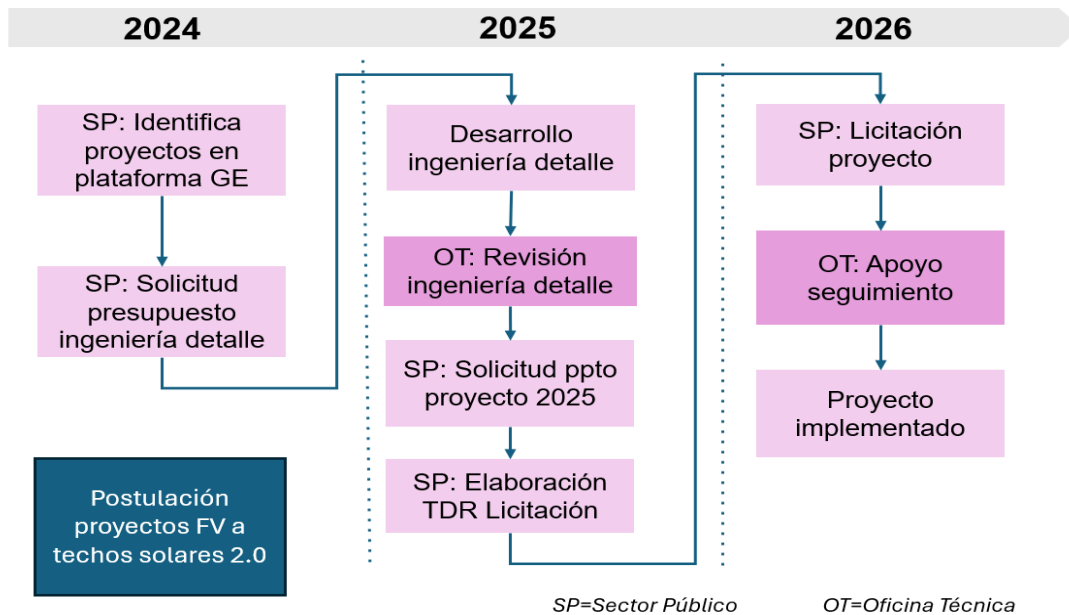 2024
2025
2026
SP: Identifica
proyectos en
plataforma GE
SP: Solicitud
presupuesto
ingeniería detalle
Postulación
proyectos FV a
techos solares 2.0
Desarrollo
ingeniería detalle
OT: Revisión
ingeniería detalle
SP: Solicitud ppto
proyecto 2025
SP: Elaboración
TDR Licitación
SP: Licitación
proyecto
OT: Apoyo
seguimiento
Proyecto
implementado
SP=Sector Público
OT=Oficina Técnica